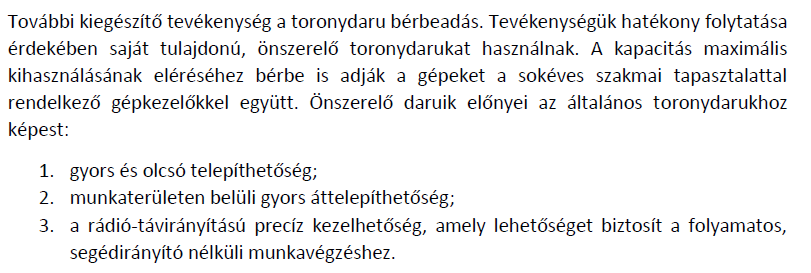 További kiegészítő tevékenység a toronydaru bérbeadás. Tevékenységük hatékony folytatása
érdekében saját tulajdonú, önszerelő toronydarukat használnak. A kapacitás maximális
kihasználásának eléréséhez bérbe is adják a gépeket a sokéves szakmai tapasztalattal
rendelkező gépkezelőkkel együtt. Önszerelő daruik előnyei az általános toronydarukhoz
képest:
1. gyors és olcsó telepíthetőség;
2. munkaterületen belüli gyors áttelepíthetőség;
3. a rádió-távirányítású precíz kezelhetőség, amely lehetőséget biztosít a folyamatos,
segédirányító nélküli munkavégzéshez.